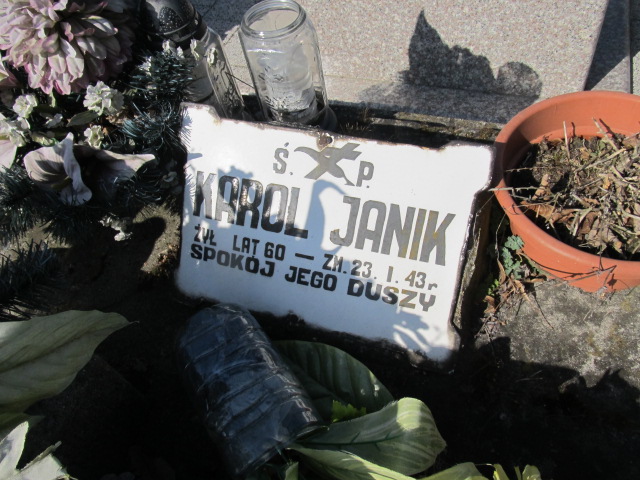 Ś. P.
KAROL JANIK
ŻYŁ LAT 60 — ZM. 23. I. 43 r
SPOKÓJ JEGO DUSZY